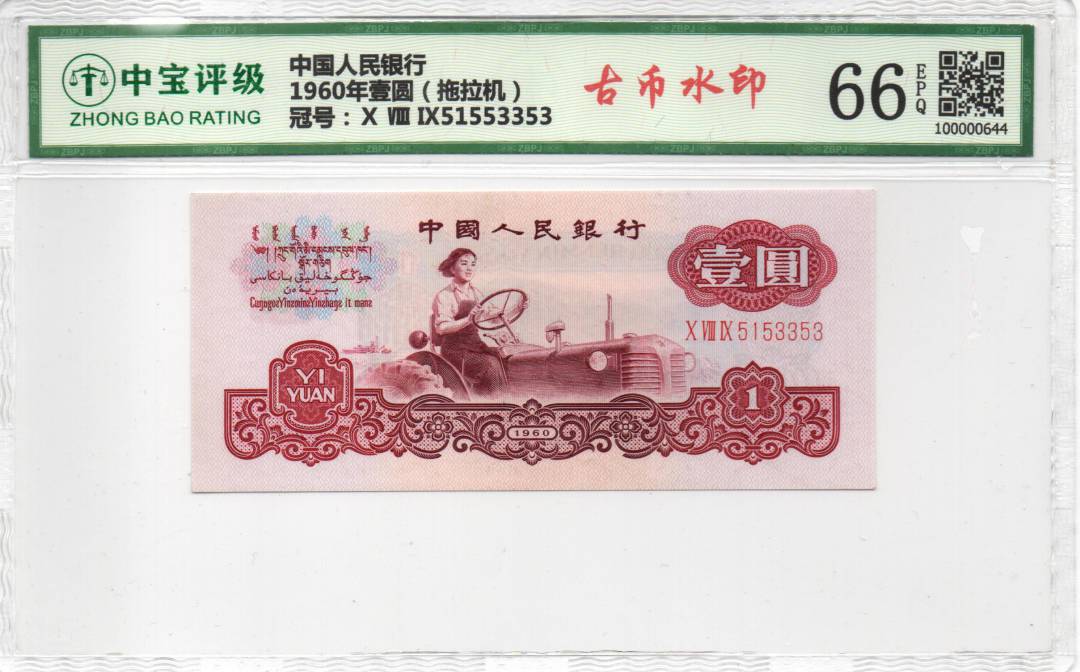 中宝评级
ZHONG BAO RATING
中国人民银行
1960年壹圆（拖拉机）
冠号：X Ⅷ Ⅸ51553353
古币水印
66
EPQ
100000644
中國人民銀行
壹圓
X Ⅷ Ⅸ 5153353
YI
YUAN
1960
1